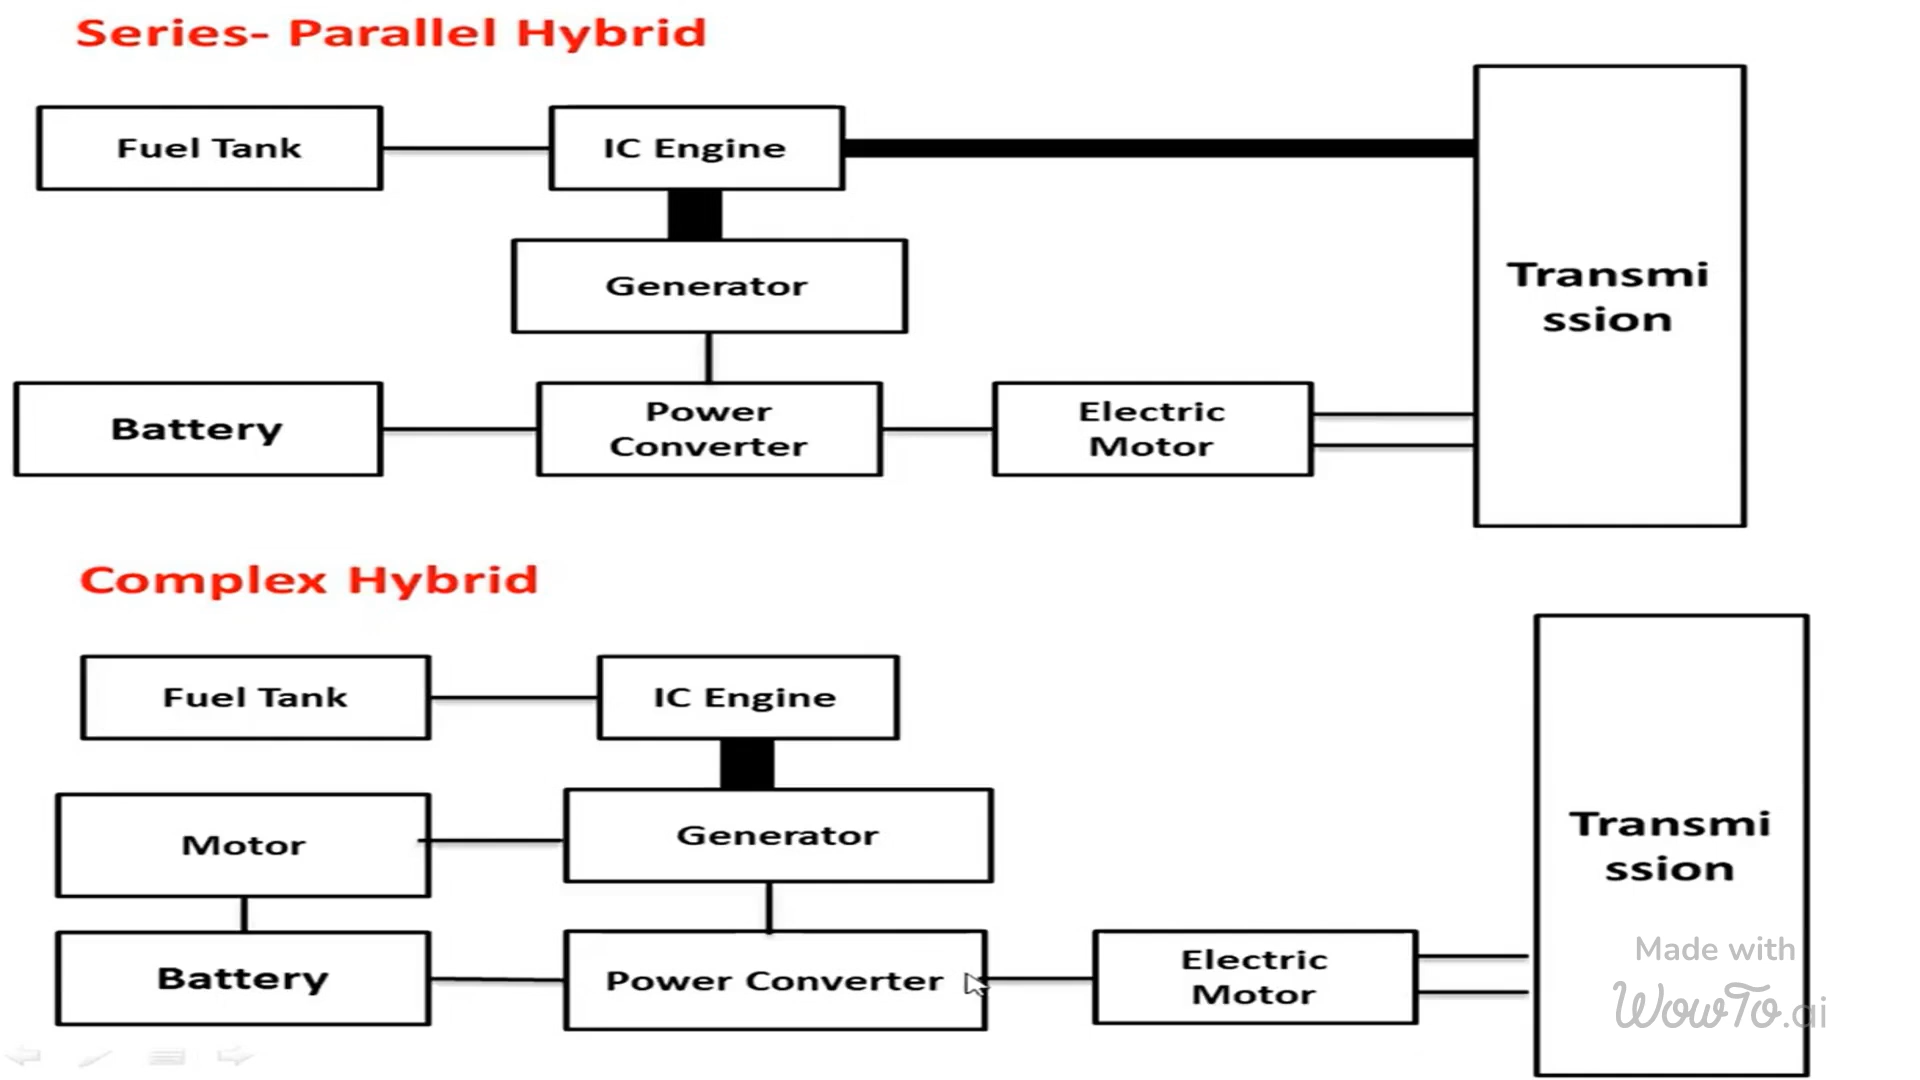 Series- Parallel Hybrid
Fuel Tank
IC Engine
Generator
Transmi
ssion
Battery
Power
Converter
Electric
Motor
Complex Hybrid
Fuel Tank
IC Engine
Motor
Generator
Transmi
ssion
Battery
Power Converter
Electric
Motor
Made with
WowTo.ai